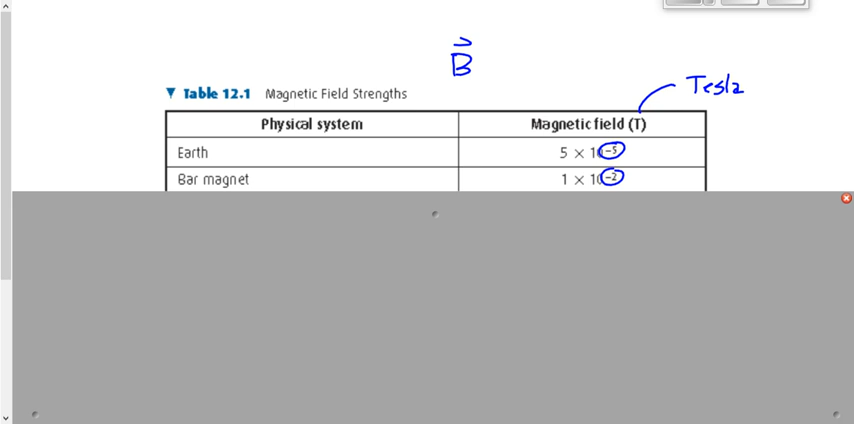 B
Tesla
▼ Table 12.1 Magnetic Field Strengths
Physical system Magnetic field (T)
Earth 5 × 10⁻⁵
Bar magnet 1 × 10⁻²